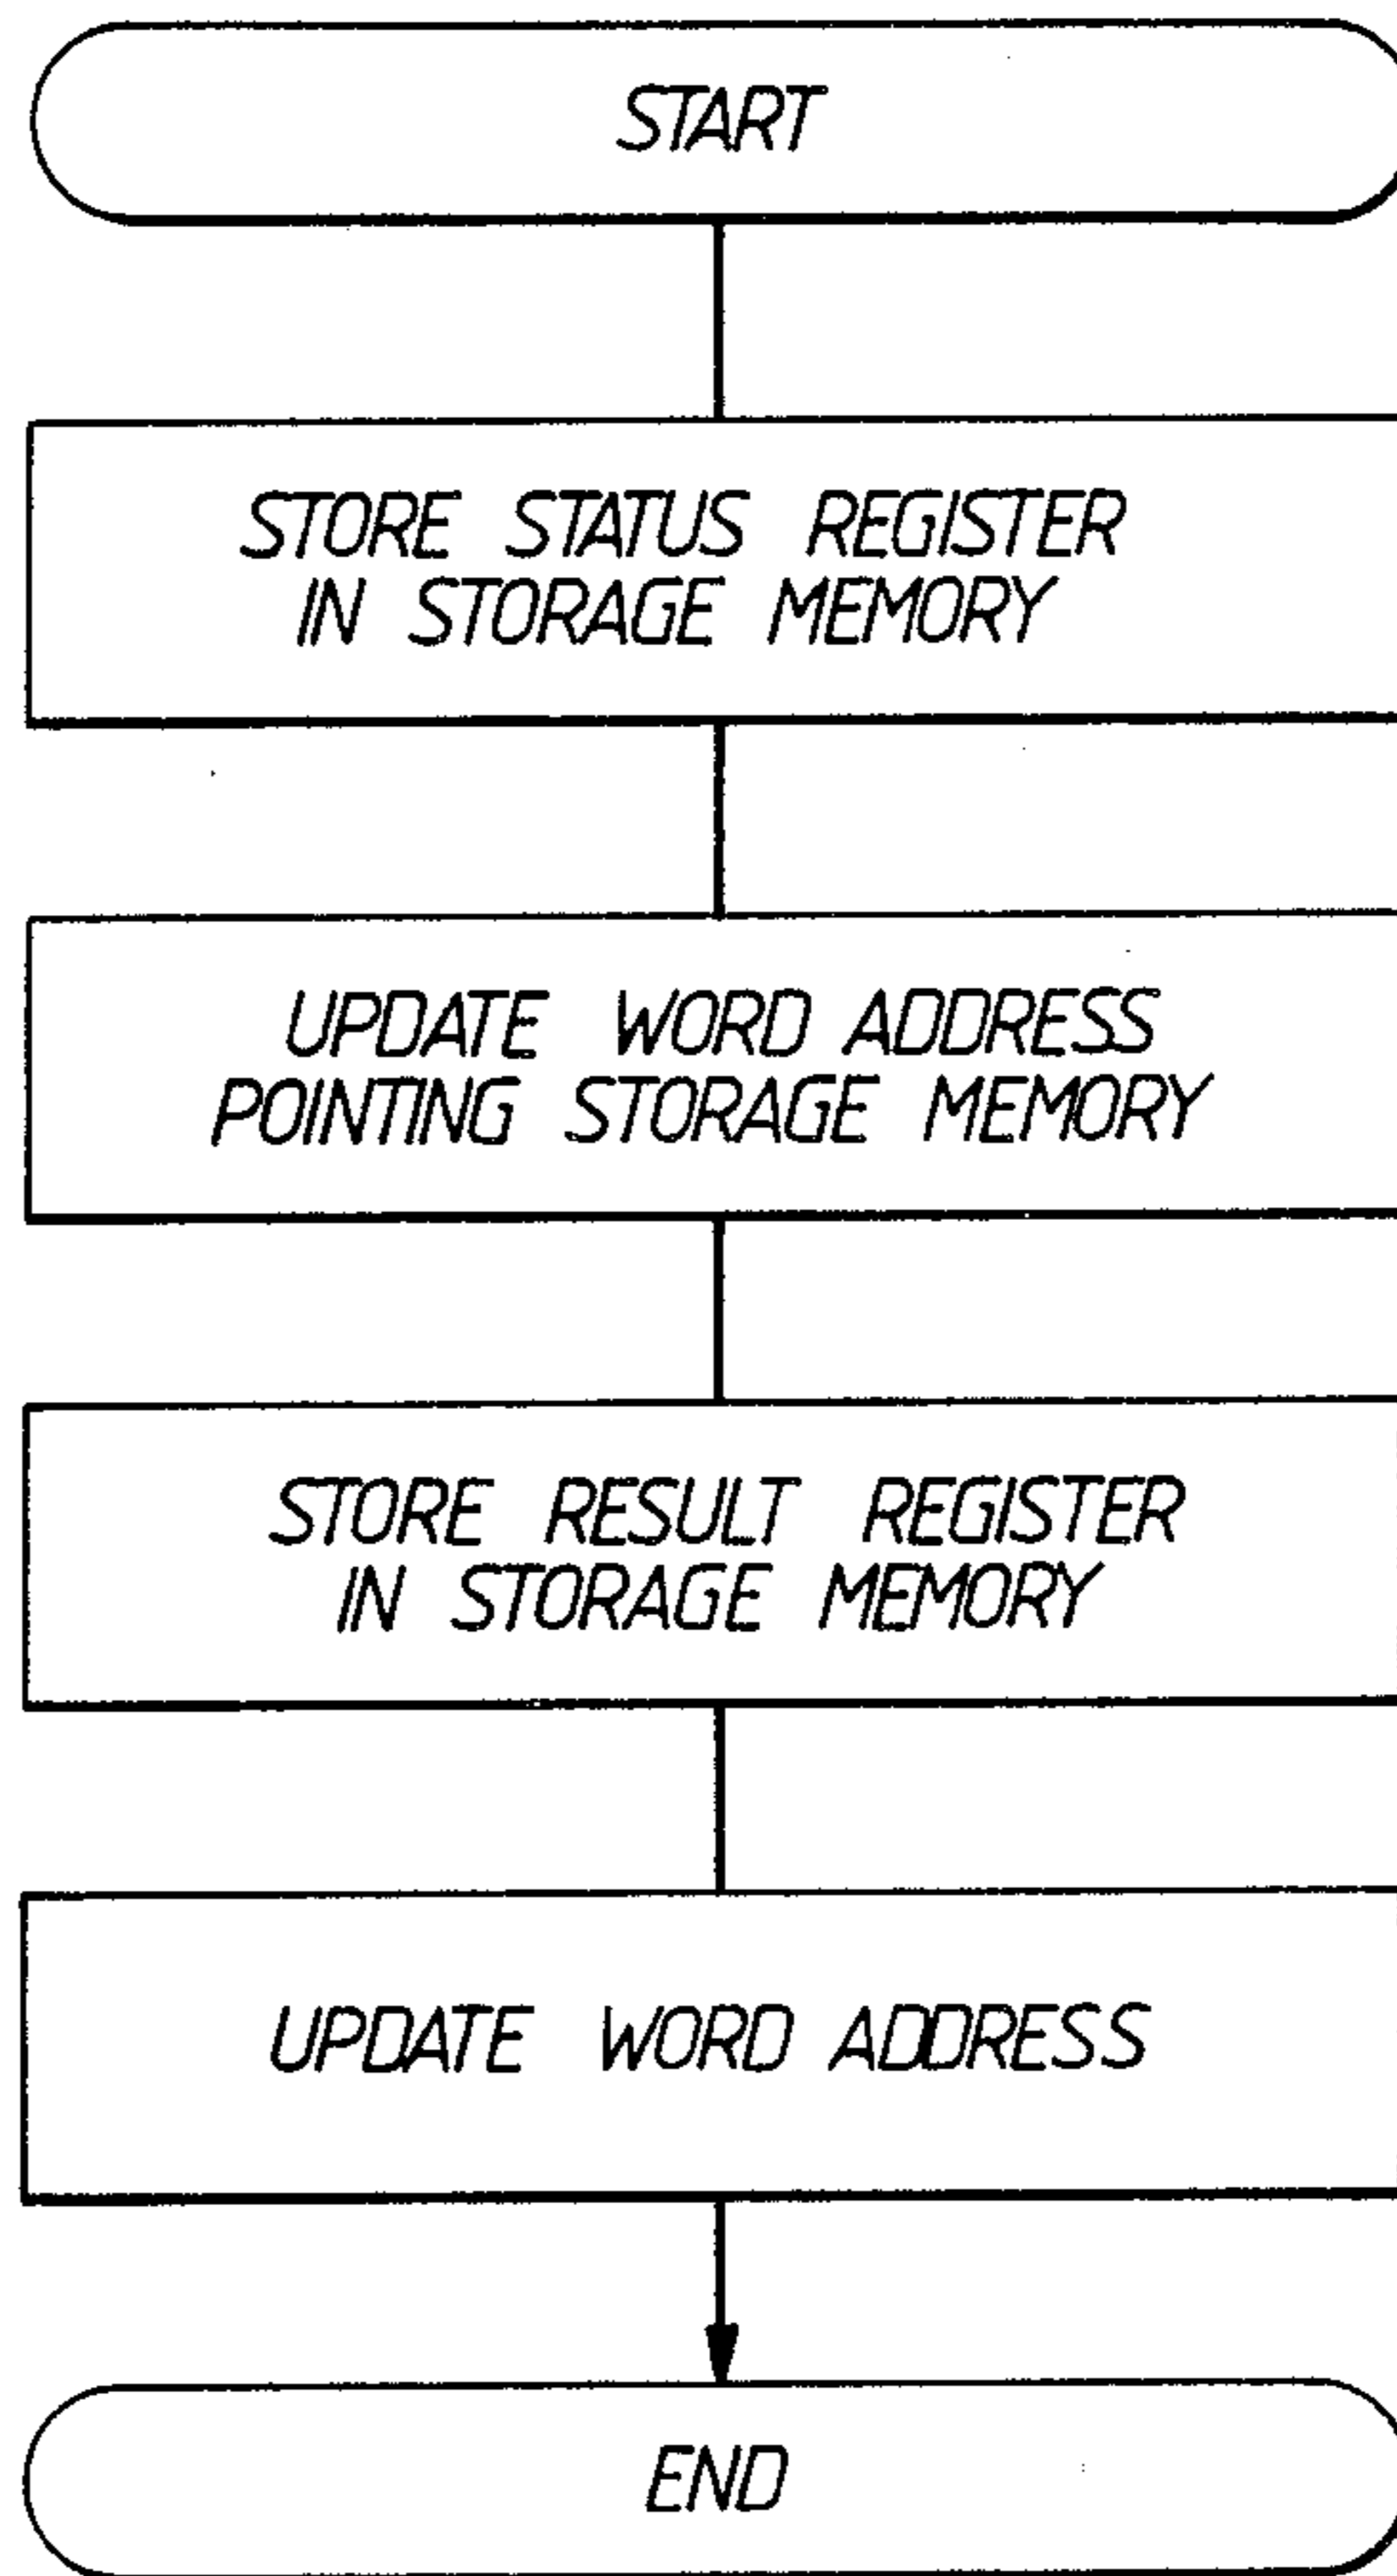 START
STORE STATUS REGISTER
IN STORAGE MEMORY
UPDATE WORD ADDRESS
POINTING STORAGE MEMORY
STORE RESULT REGISTER
IN STORAGE MEMORY
UPDATE WORD ADDRESS
END